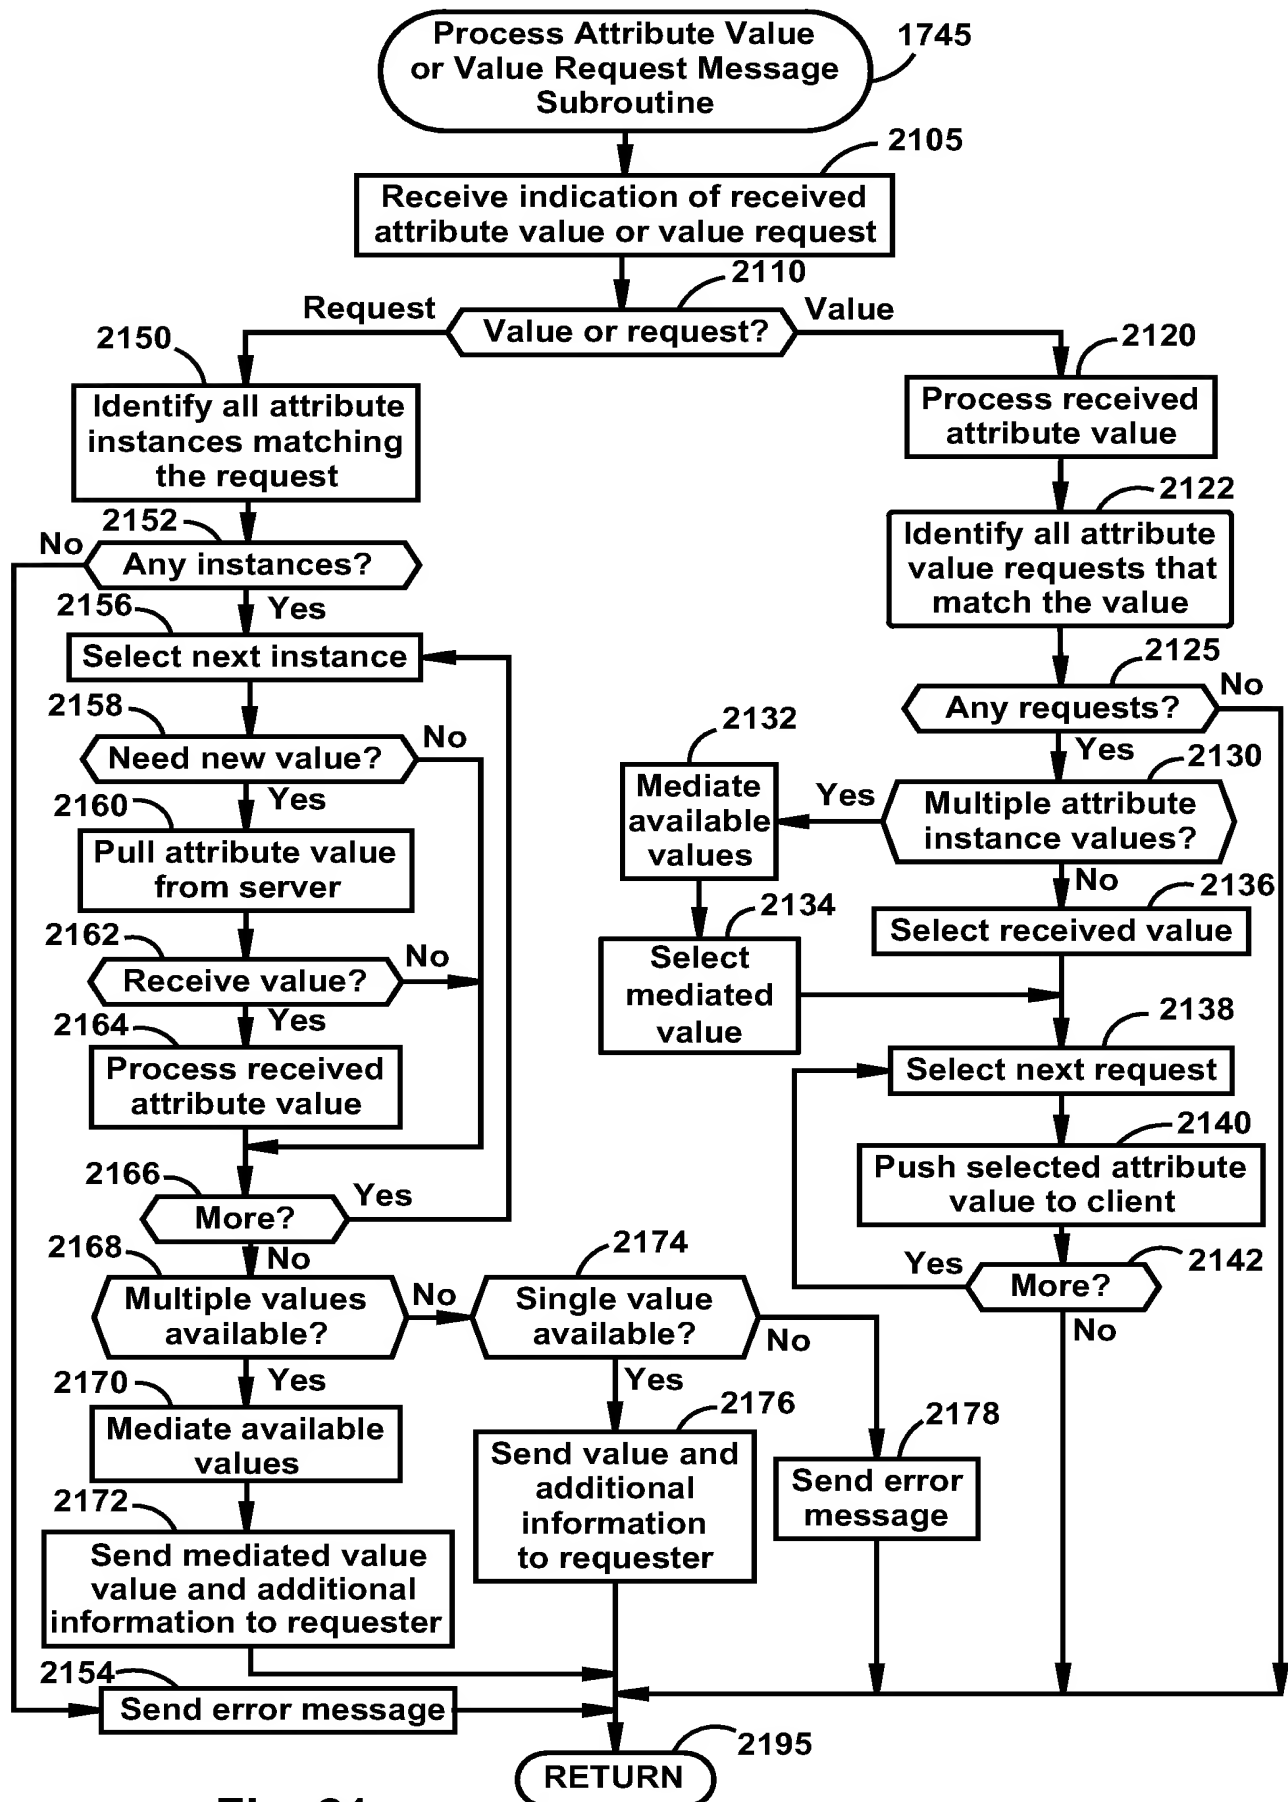 Process Attribute Value
or Value Request Message
Subroutine
1745
2105
Receive indication of received
attribute value or value request
2110
Request
Value or request?
Value
2150
Identify all attribute
instances matching
the request
2152
No
Any instances?
Yes
2156
Select next instance
2158
Need new value?
No
Yes
2160
Pull attribute value
from server
2162
Receive value?
No
Yes
2164
Process received
attribute value
2166
More?
Yes
No
2168
Multiple values
available?
No
Yes
2170
Mediate available
values
2172
Send mediated value
value and additional
information to requester
2154
Send error message
2174
Single value
available?
No
Yes
2176
Send value and
additional
information
to requester
2178
Send error
message
2120
Process received
attribute value
2122
Identify all attribute
value requests that
match the value
2125
Any requests?
No
Yes
2130
Multiple attribute
instance values?
Yes
No
2132
Mediate
available
values
2134
Select
mediated
value
2136
Select received value
2138
Select next request
2140
Push selected attribute
value to client
2142
More?
Yes
No
2195
RETURN